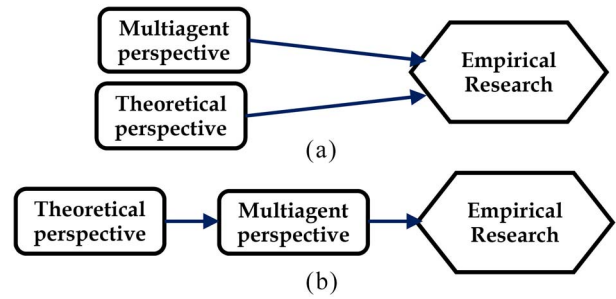 Multiagent
perspective
Theoretical
perspective
Empirical
Research
(a)
Theoretical
perspective
Multiagent
perspective
Empirical
Research
(b)